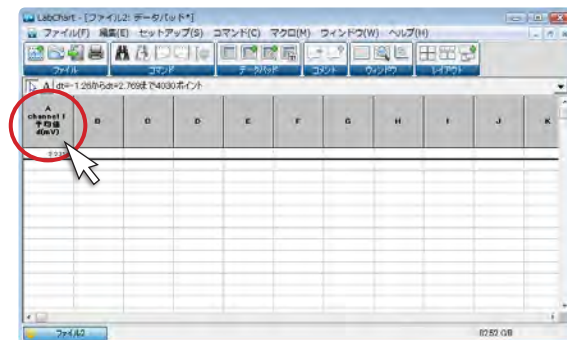 LabChart - [ファイル2: データパッド*]
ファイル(F) 編集(E) セットアップ(S) コマンド(C) マクロ(M) ウィンドウ(W) ヘルプ(H)
ファイル コマンド データパッド コメント ウィンドウ レイアウト
A dt=-1.26からdt=2.769まで4030ポイント
A B C D E F G H I J K
channel 1
平均値
d(mV)
ファイル2